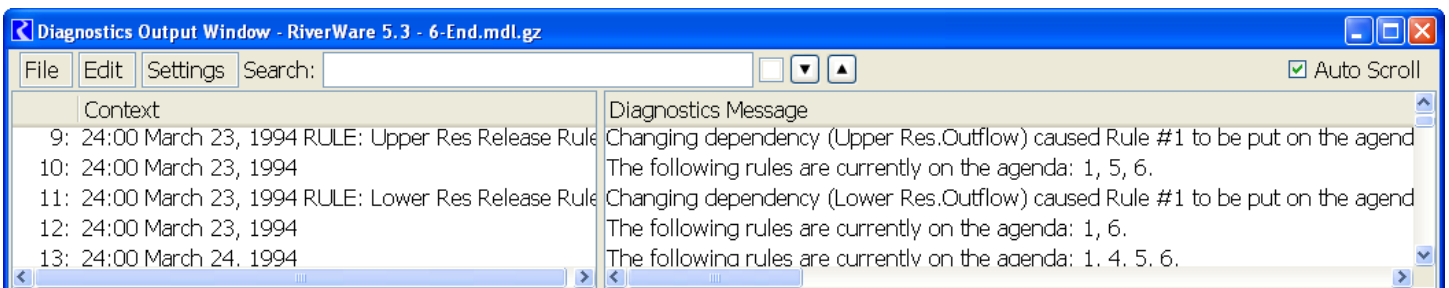 Diagnostics Output Window - RiverWare 5.3 - 6-End.mdl.gz
File Edit Settings Search: Auto Scroll
Context Diagnostics Message
9: 24:00 March 23, 1994 RULE: Upper Res Release Rule Changing dependency (Upper Res.Outflow) caused Rule #1 to be put on the agend
10: 24:00 March 23, 1994 The following rules are currently on the agenda: 1, 5, 6.
11: 24:00 March 23, 1994 RULE: Lower Res Release Rule Changing dependency (Lower Res.Outflow) caused Rule #1 to be put on the agend
12: 24:00 March 23, 1994 The following rules are currently on the agenda: 1, 6.
13: 24:00 March 24, 1994 The following rules are currently on the agenda: 1, 4, 5, 6.